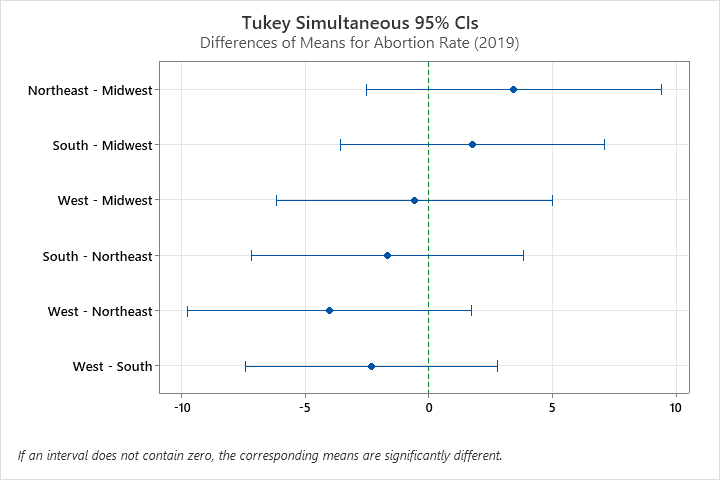 Tukey Simultaneous 95% CIs
Differences of Means for Abortion Rate (2019)
Northeast - Midwest
South - Midwest
West - Midwest
South - Northeast
West - Northeast
West - South
-10 -5 0 5 10
If an interval does not contain zero, the corresponding means are significantly different.